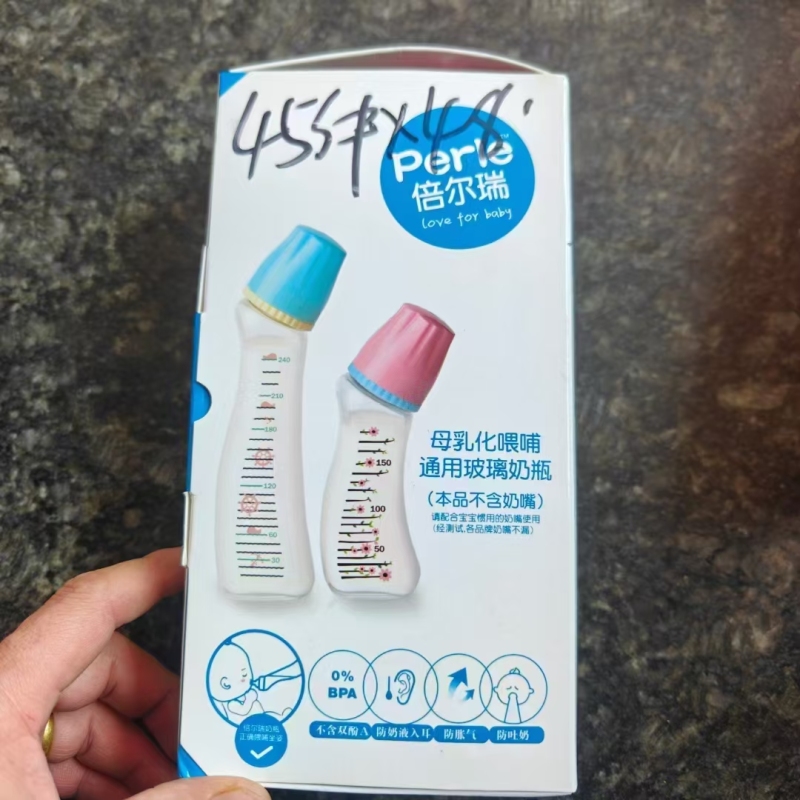 Perle
倍尔瑞
love for baby
240
210
180
120
60
30
150
100
50
母乳化喂哺
通用玻璃奶瓶
(本品不含奶嘴)
请配合宝宝惯用的奶嘴使用
(经测试,各品牌奶嘴不漏)
0%
BPA
不含双酚A
防奶液入耳
防胀气
防吐奶